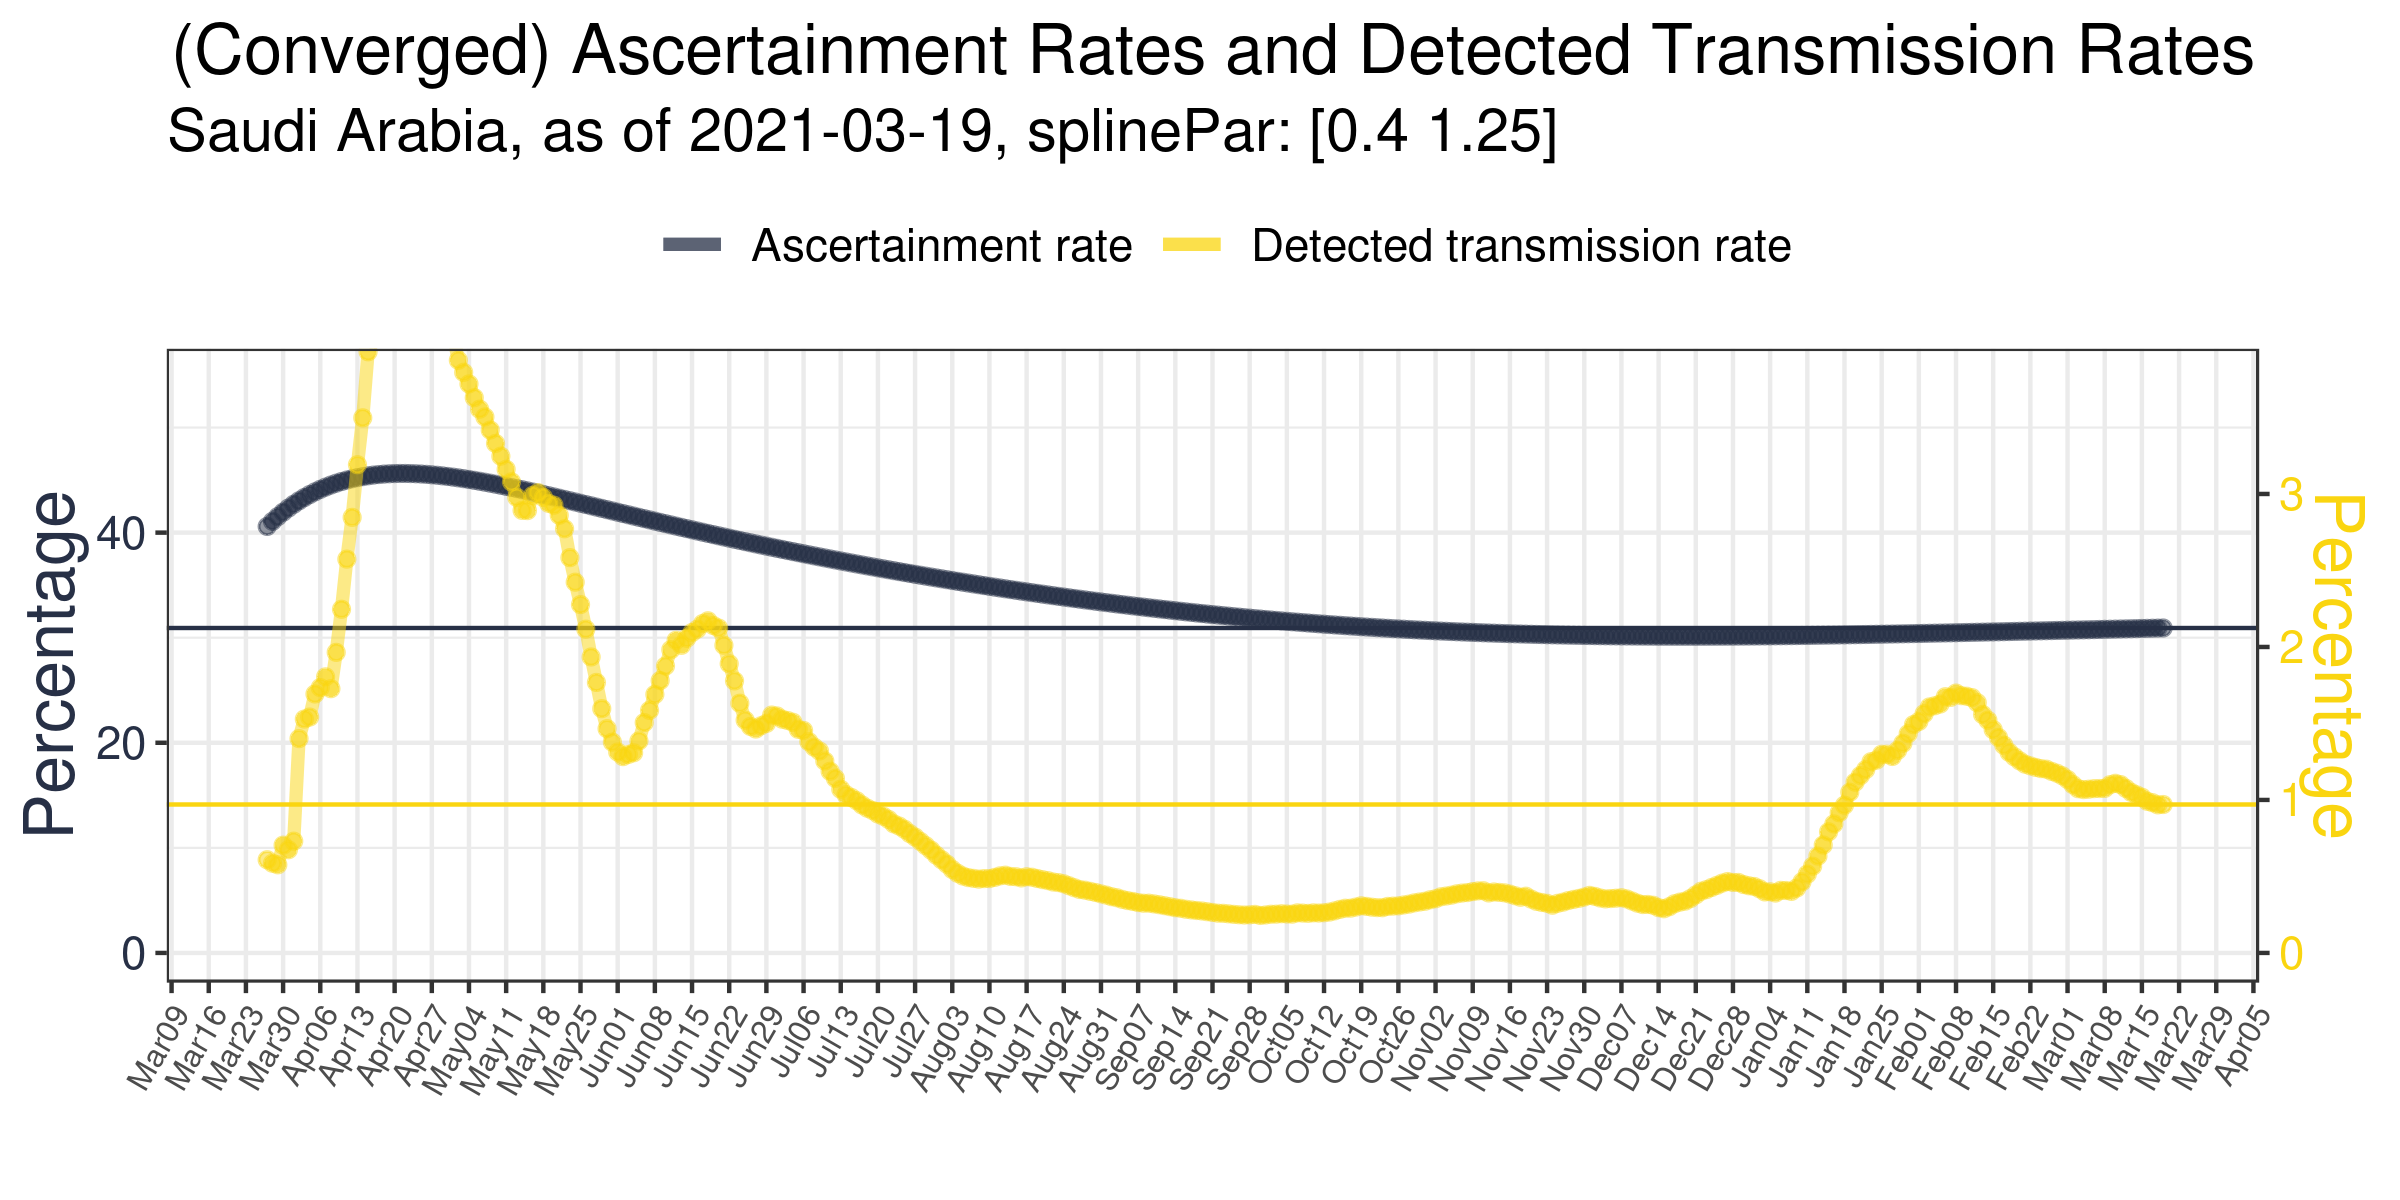 (Converged) Ascertainment Rates and Detected Transmission Rates
Saudi Arabia, as of 2021-03-19, splinePar: [0.4 1.25]
Ascertainment rate
Detected transmission rate
Percentage
40
20
0
3
2
1
0
Percentage
Mar09
Mar16
Mar23
Mar30
Apr06
Apr13
Apr20
Apr27
May04
May11
May18
May25
Jun01
Jun08
Jun15
Jun22
Jun29
Jul06
Jul13
Jul20
Jul27
Aug03
Aug10
Aug17
Aug24
Aug31
Sep07
Sep14
Sep21
Sep28
Oct05
Oct12
Oct19
Oct26
Nov02
Nov09
Nov16
Nov23
Nov30
Dec07
Dec14
Dec21
Dec28
Jan04
Jan11
Jan18
Jan25
Feb01
Feb08
Feb15
Feb22
Mar01
Mar08
Mar15
Mar22
Mar29
Apr05